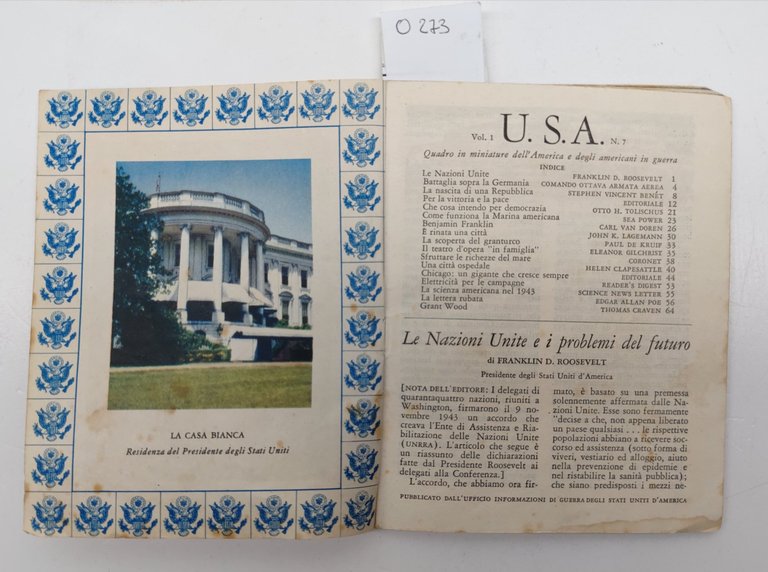 O 273
LA CASA BIANCA
Residenza del Presidente degli Stati Uniti
Vol. 1 U. S. A. N. 7
Quadro in miniature dell'America e degli americani in guerra
INDICE
Le Nazioni Unite FRANKLIN D. ROOSEVELT 1
Battaglia sopra la Germania COMANDO OTTAVA ARMATA AEREA 4
La nascita di una Repubblica STEPHEN VINCENT BENÉT 8
Per la vittoria e la pace EDITORIALE 12
Che cosa intendo per democrazia OTTO H. TOLISCHUS 21
Come funziona la Marina americana SEA POWER 23
Benjamin Franklin CARL VAN DOREN 26
È rinata una città JOHN K. LAGEMANN 30
La scoperta del granturco PAUL DE KRUIF 33
Il teatro d'opera "in famiglia" ELEANOR GILCHRIST 35
Sfruttare le richezze del mare CORONET 38
Una città ospedale HELEN CLAPESATTLE 40
Chicago: un gigante che cresce sempre EDITORIALE 44
Elettricità per le campagne READER'S DIGEST 53
La scienza americana nel 1943 SCIENCE NEWS LETTER 55
La lettera rubata EDGAR ALLAN POE 56
Grant Wood THOMAS CRAVEN 64
Le Nazioni Unite e i problemi del futuro
di FRANKLIN D. ROOSEVELT
Presidente degli Stati Uniti d'America
[NOTA DELL'EDITORE: I delegati di
quarantaquattro nazioni, riuniti a
Washington, firmarono il 9 no-
vembre 1943 un accordo che
creava l'Ente di Assistenza e Ria-
bilitazione delle Nazioni Unite
(UNRRA). L'articolo che segue è
un riassunto delle dichiarazioni
fatte dal Presidente Roosevelt ai
delegati alla Conferenza.]
L'accordo, che abbiamo ora fir-
mato, è basato su una premessa
solennemente affermata dalle Na-
zioni Unite. Esse sono fermamente
"decise a che, non appena liberato
un paese qualsiasi . . . le rispettive
popolazioni abbiano a ricevere soc-
corso ed assistenza (sotto forma di
viveri, vestiario ed alloggio, aiuto
nella prevenzione di epidemie e
nel ristabilire la sanità pubblica);
che siano predisposti i mezzi ne-
PUBBLICATO DALL'UFFICIO INFORMAZIONI DI GUERRA DEGLI STATI UNITI D'AMERICA